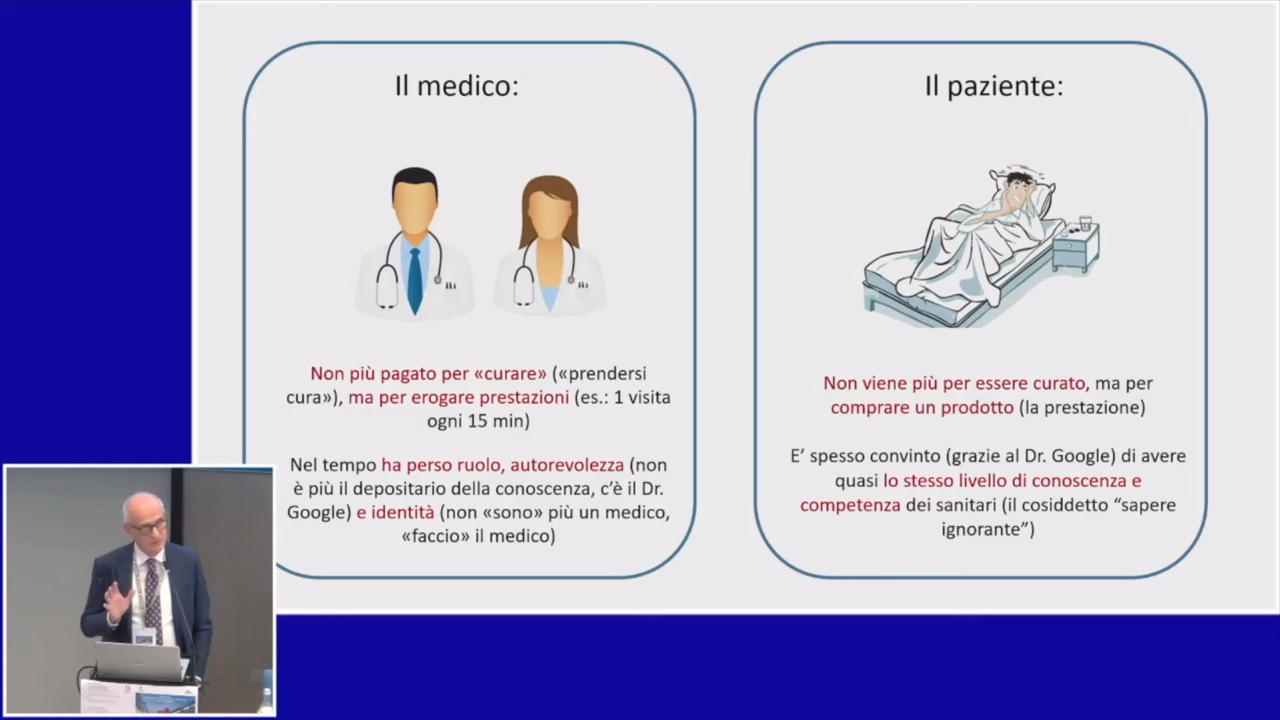 Il medico:
Non più pagato per «curare» («prendersi
cura»), ma per erogare prestazioni (es.: 1 visita
ogni 15 min)
Nel tempo ha perso ruolo, autorevolezza (non
è più il depositario della conoscenza, c’è il Dr.
Google) e identità (non «sono» più un medico,
«faccio» il medico)
Il paziente:
Non viene più per essere curato, ma per
comprare un prodotto (la prestazione)
E’ spesso convinto (grazie al Dr. Google) di avere
quasi lo stesso livello di conoscenza e
competenza dei sanitari (il cosiddetto “sapere
ignorante”)